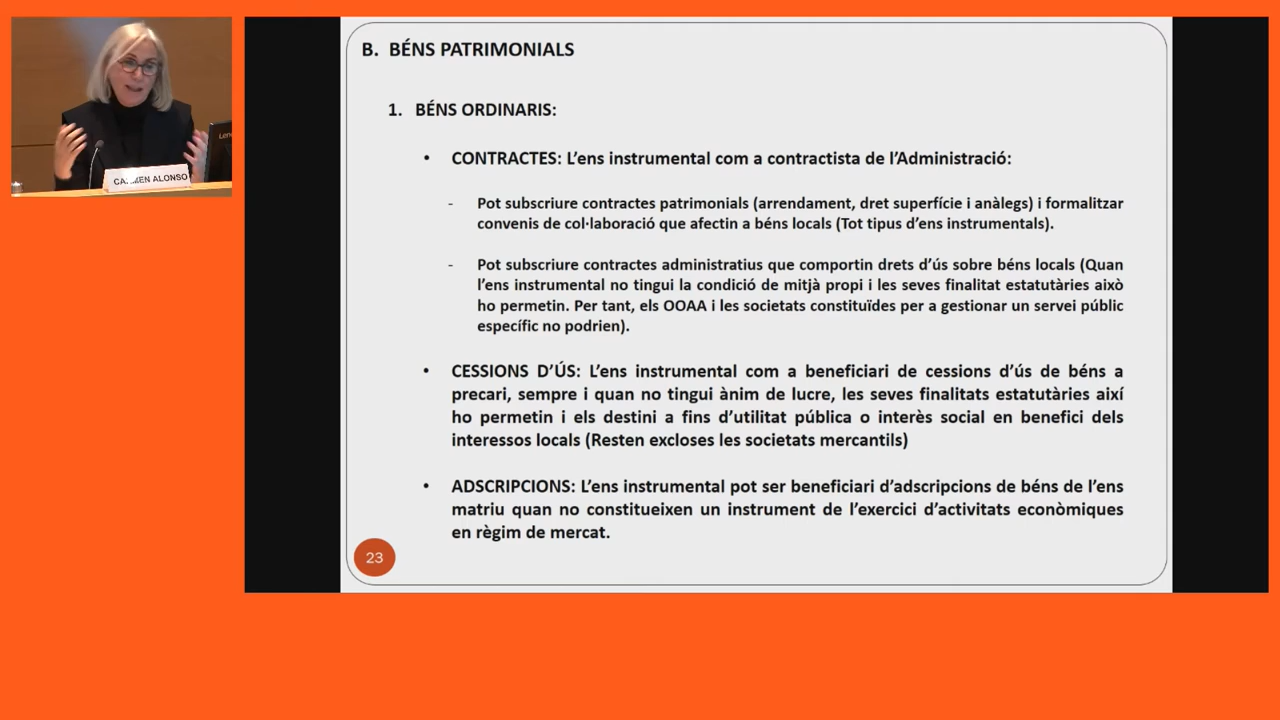 B. BÉNS PATRIMONIALS
1. BÉNS ORDINARIS:
• CONTRACTES: L'ens instrumental com a contractista de l'Administració:
- Pot subscriure contractes patrimonials (arrendament, dret superfície i anàlegs) i formalitzar
convenis de col·laboració que afectin a béns locals (Tot tipus d'ens instrumentals).
- Pot subscriure contractes administratius que comportin drets d'ús sobre béns locals (Quan
l'ens instrumental no tingui la condició de mitjà propi i les seves finalitat estatutàries això
ho permetin. Per tant, els OOAA i les societats constituïdes per a gestionar un servei públic
específic no podrien).
• CESSIONS D'ÚS: L'ens instrumental com a beneficiari de cessions d'ús de béns a
precari, sempre i quan no tingui ànim de lucre, les seves finalitats estatutàries així
ho permetin i els destini a fins d'utilitat pública o interès social en benefici dels
interessos locals (Resten excloses les societats mercantils)
• ADSCRIPCIONS: L'ens instrumental pot ser beneficiari d'adscripcions de béns de l'ens
matriu quan no constitueixen un instrument de l'exercici d'activitats econòmiques
en règim de mercat.
23
CARMEN ALONSO